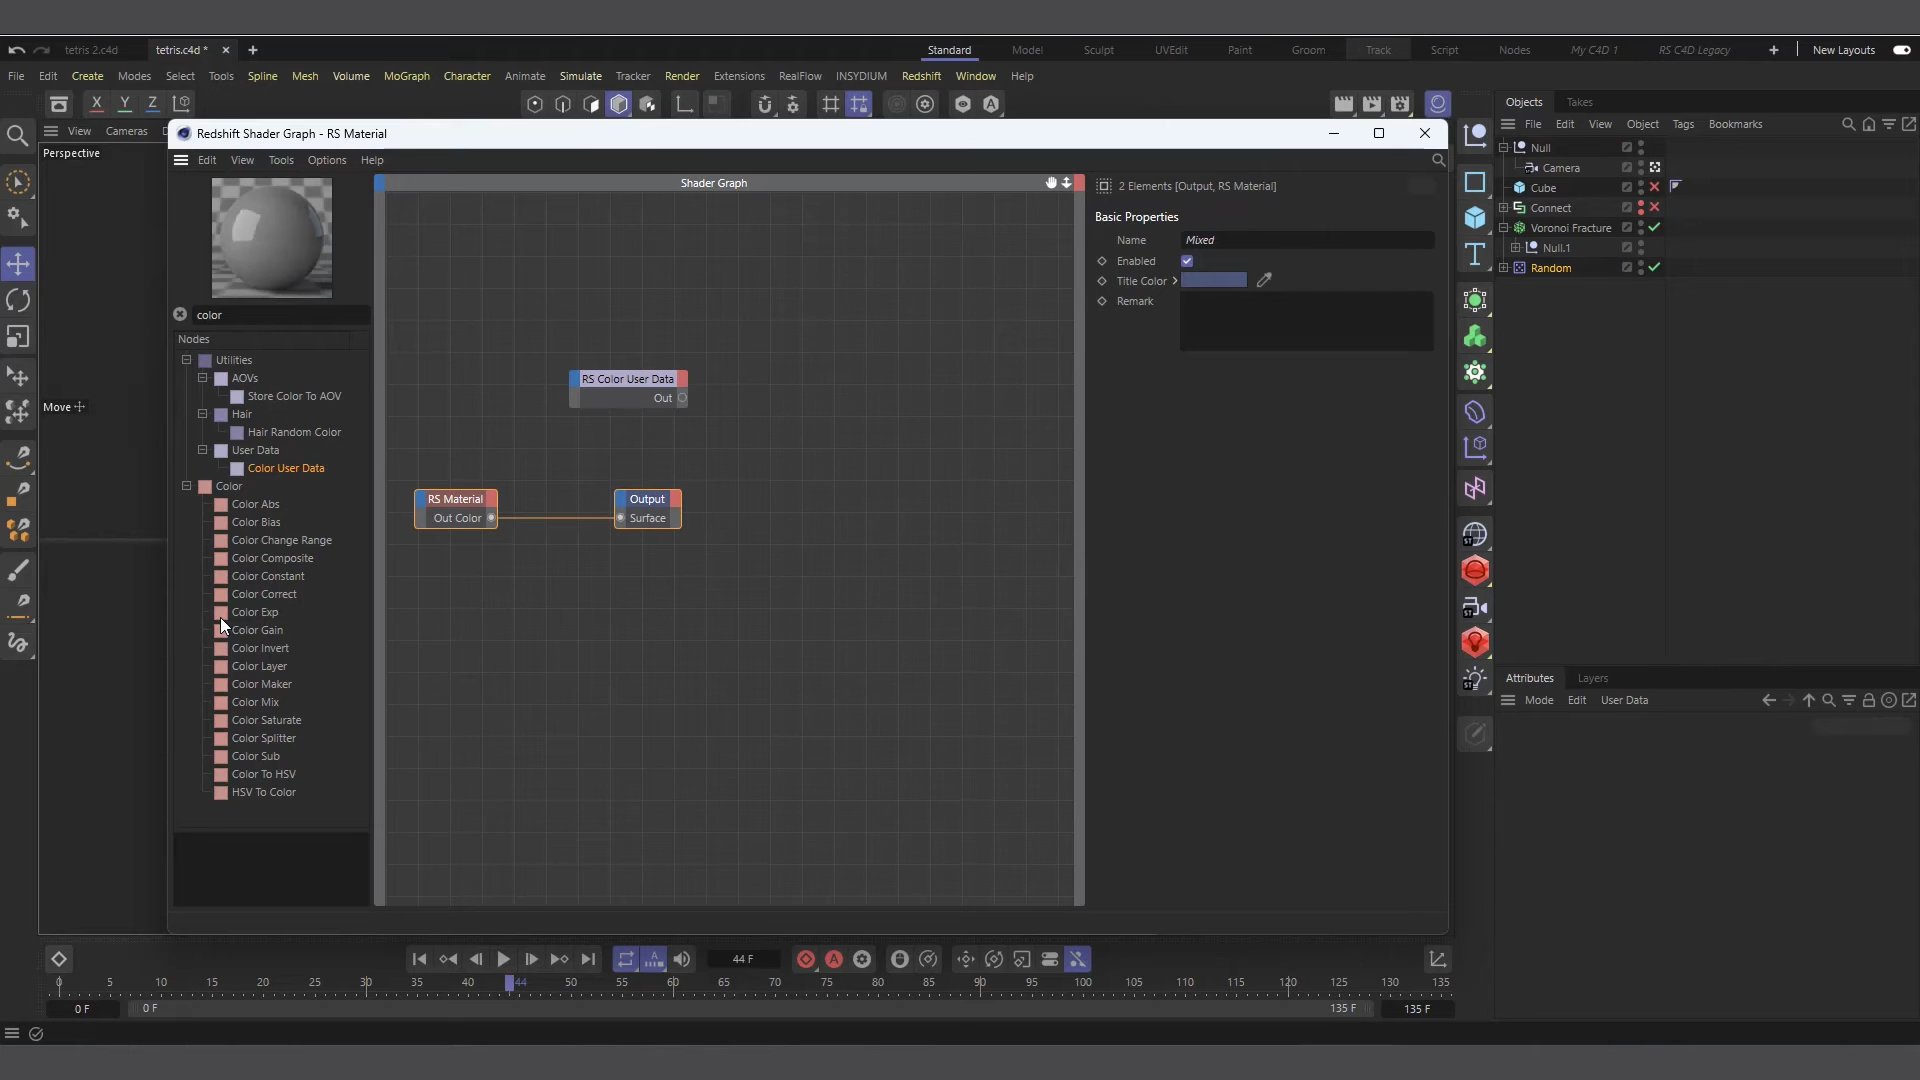 tetris 2.c4d
tetris.c4d *
Standard
Model
Sculpt
UVEdit
Paint
Groom
Track
Script
Nodes
My C4D 1
RS C4D Legacy
New Layouts
File Edit Create Modes Select Tools Spline Mesh Volume MoGraph Character Animate Simulate Tracker Render Extensions RealFlow INSYDIUM Redshift Window Help
X Y Z
View Cameras D
Perspective
Move
Redshift Shader Graph - RS Material
Edit View Tools Options Help
color
Nodes
Utilities
AOVs
Store Color To AOV
Hair
Hair Random Color
User Data
Color User Data
Color
Color Abs
Color Bias
Color Change Range
Color Composite
Color Constant
Color Correct
Color Exp
Color Gain
Color Invert
Color Layer
Color Maker
Color Mix
Color Saturate
Color Splitter
Color Sub
Color To HSV
HSV To Color
Shader Graph
RS Color User Data
Out
RS Material
Out Color
Output
Surface
2 Elements [Output, RS Material]
Basic Properties
Name Mixed
Enabled
Title Color
Remark
Objects Takes
File Edit View Object Tags Bookmarks
Null
Camera
Cube
Connect
Voronoi Fracture
Null.1
Random
Attributes Layers
Mode Edit User Data
44 F
0 5 10 15 20 25 30 35 40 44 50 55 60 65 70 75 80 85 90 95 100 105 110 115 120 125 130 135
0 F 0 F 135 F 135 F